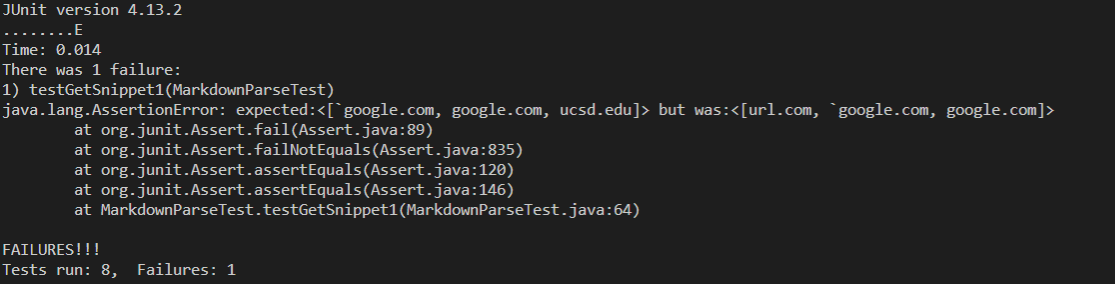 JUnit version 4.13.2
........E
Time: 0.014
There was 1 failure:
1) testGetSnippet1(MarkdownParseTest)
java.lang.AssertionError: expected:<[`google.com, google.com, ucsd.edu]> but was:<[url.com, `google.com, google.com]>
        at org.junit.Assert.fail(Assert.java:89)
        at org.junit.Assert.failNotEquals(Assert.java:835)
        at org.junit.Assert.assertEquals(Assert.java:120)
        at org.junit.Assert.assertEquals(Assert.java:146)
        at MarkdownParseTest.testGetSnippet1(MarkdownParseTest.java:64)

FAILURES!!!
Tests run: 8,  Failures: 1